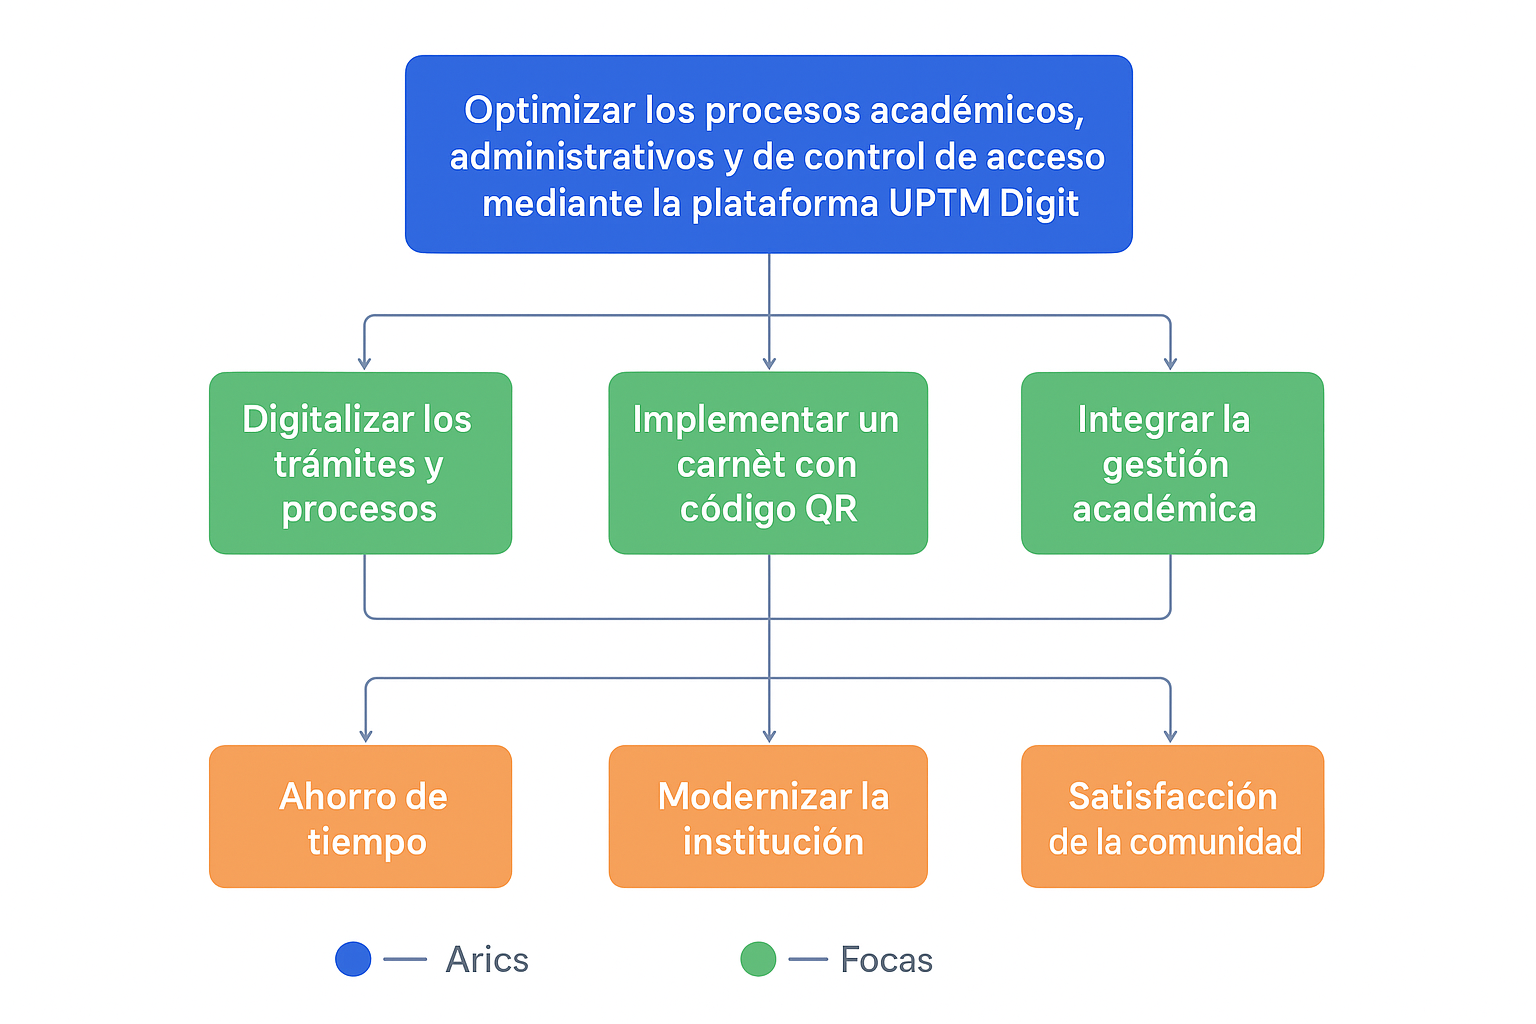 Optimizar los procesos académicos,
administrativos y de control de acceso
mediante la plataforma UPTM Digit
Digitalizar los
trámites y
procesos
Implementar un
carnèt con
código QR
Integrar la
gestión
académica
Ahorro de
tiempo
Modernizar la
institución
Satisfacción
de la comunidad
Arics
Focas